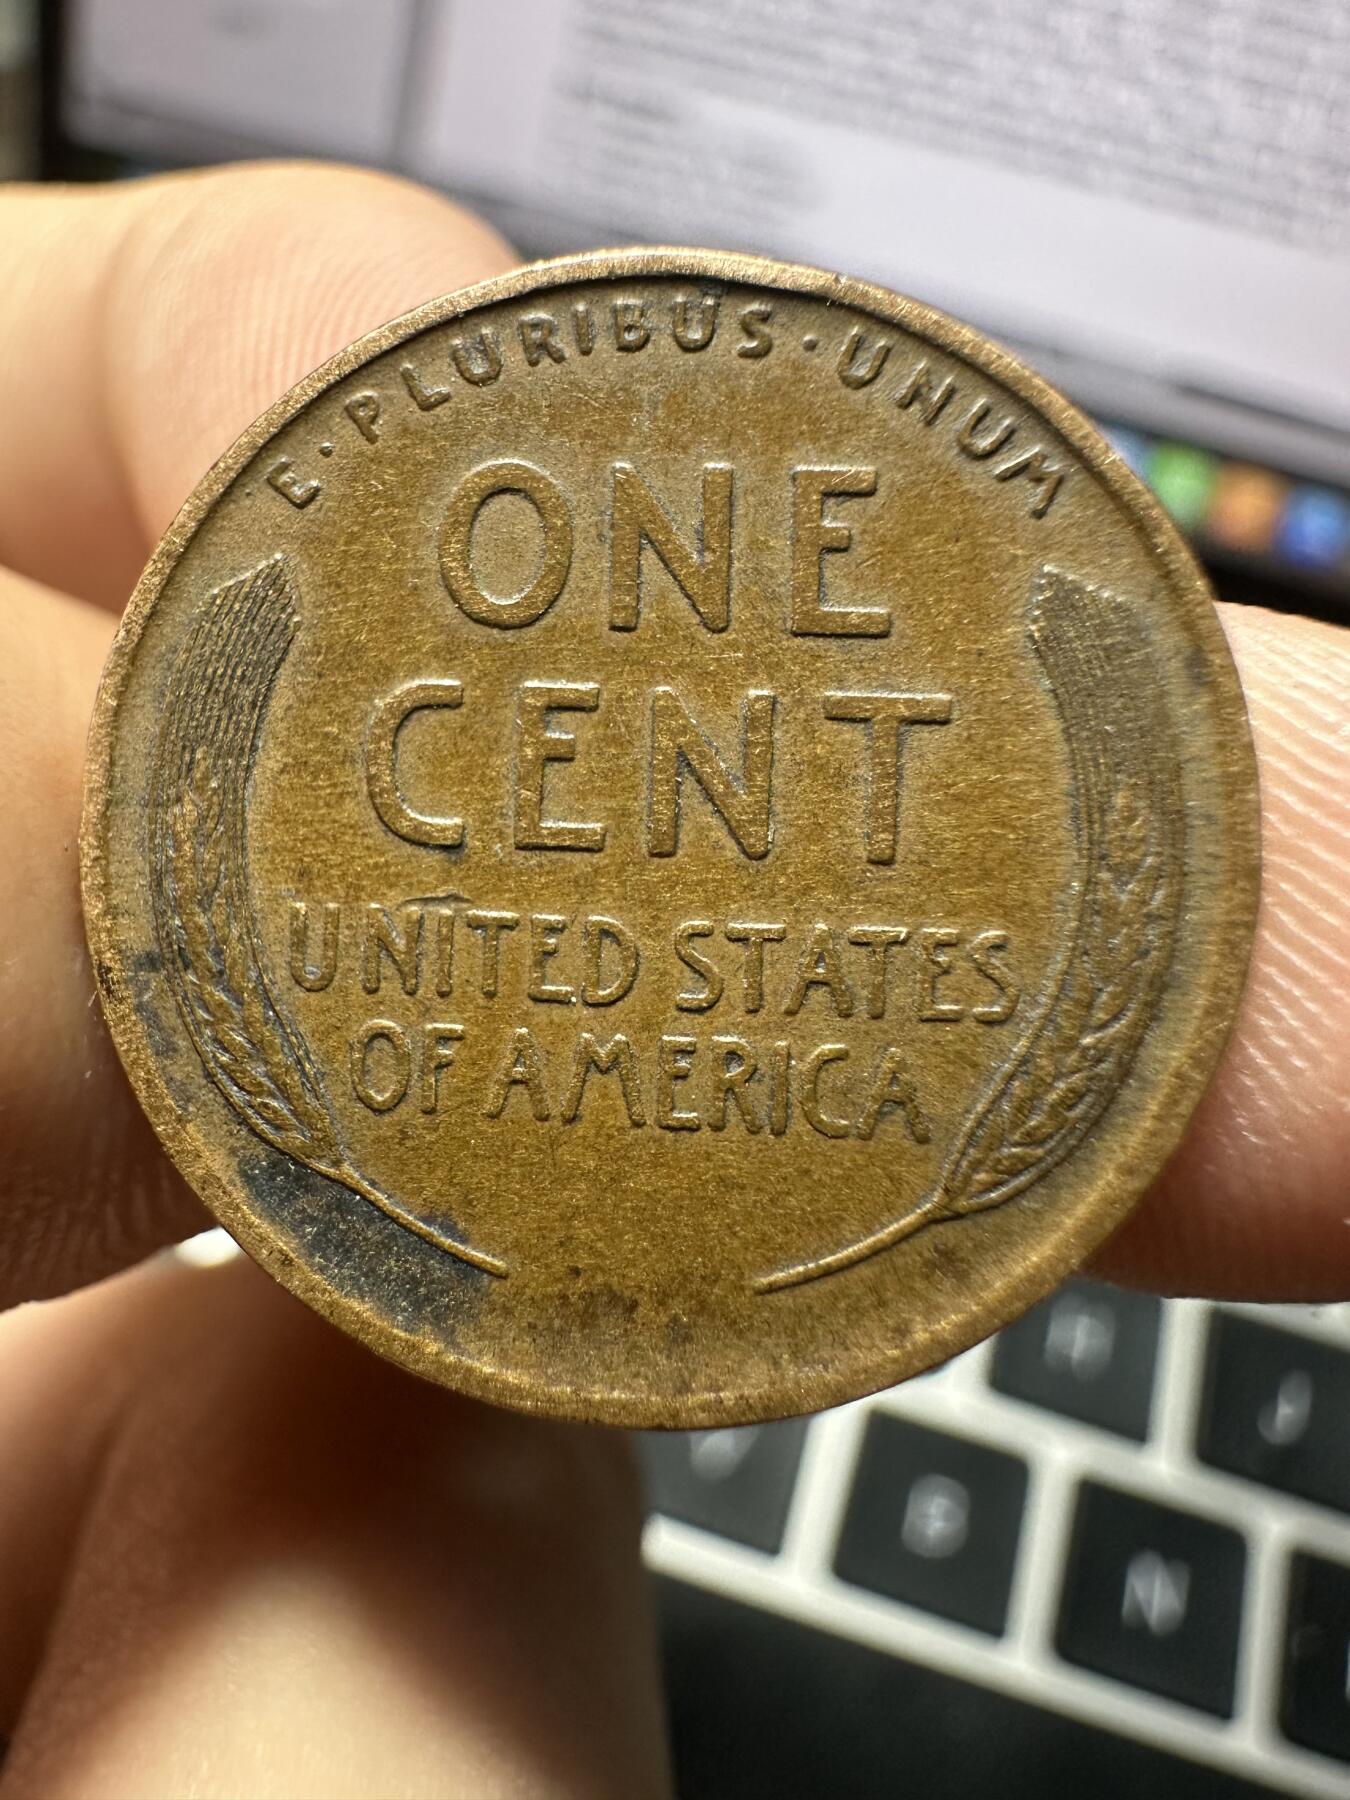 E·PLURIBUS·UNUM
ONE
CENT
UNITED STATES
OF AMERICA
B
N